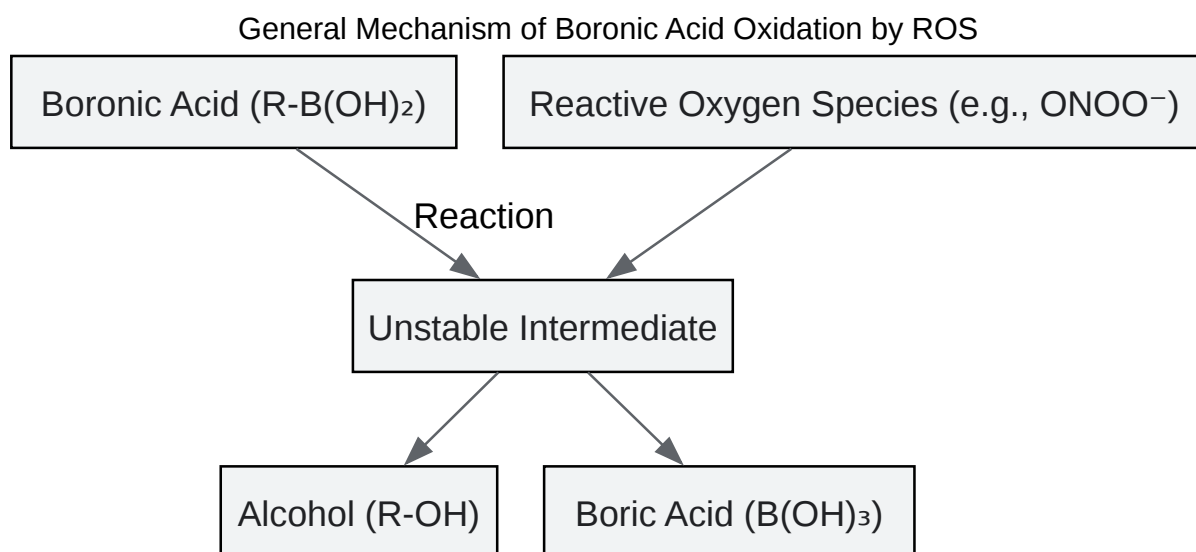 General Mechanism of Boronic Acid Oxidation by ROS
Boronic Acid (R-B(OH)₂)
Reactive Oxygen Species (e.g., ONOO⁻)
Reaction
Unstable Intermediate
Alcohol (R-OH)
Boric Acid (B(OH)₃)